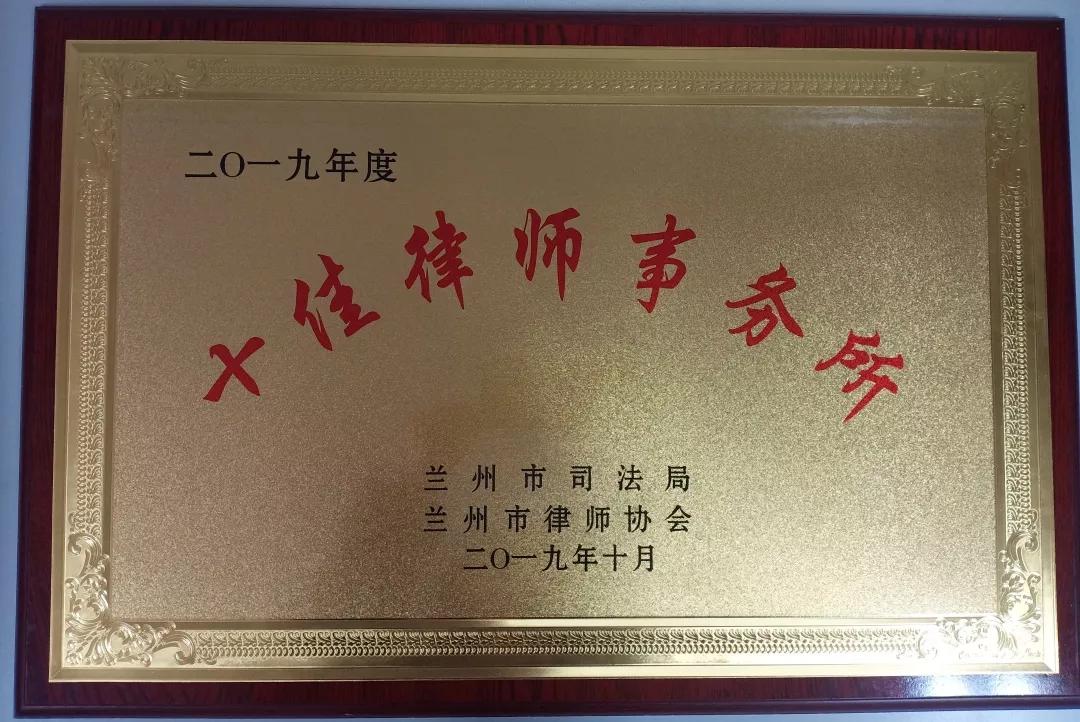 二〇一九年度
十佳律师事务所
兰州市司法局
兰州市律师协会
二〇一九年十月